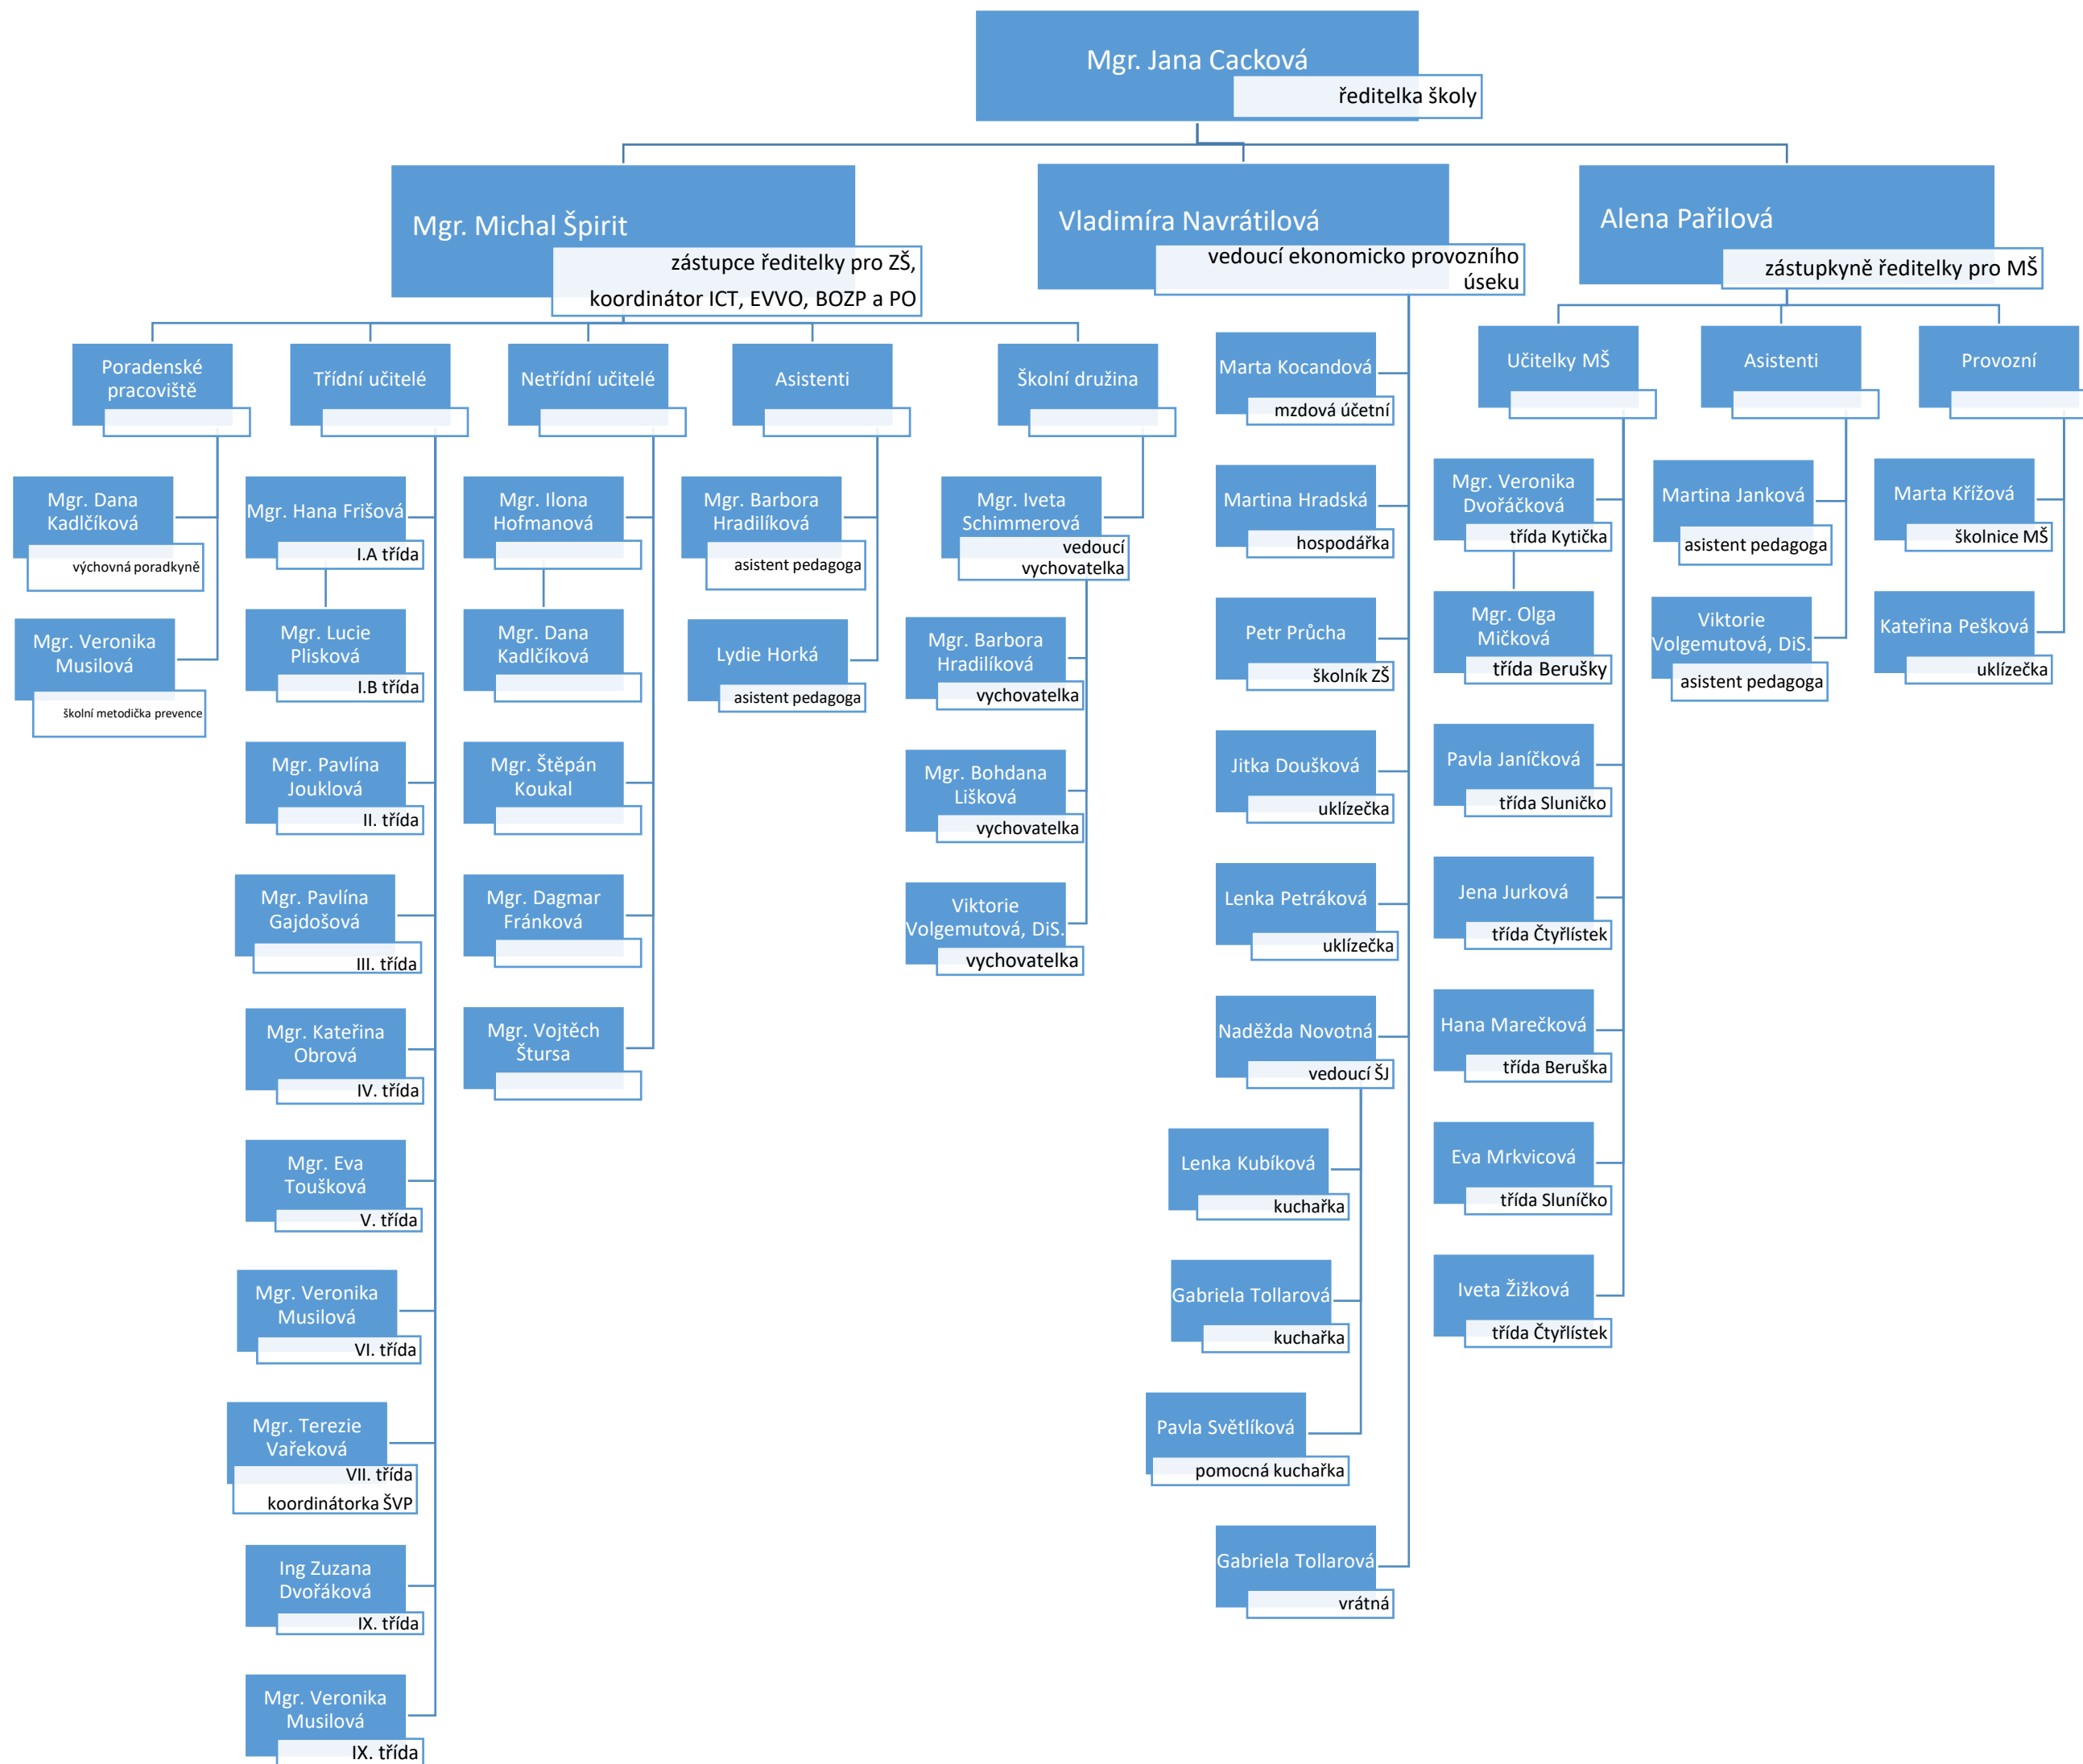 Mgr. Jana Cacková
ředitelka školy
Mgr. Michal Špirit
zástupce ředitelky pro ZŠ,
koordinátor ICT, EVVO, BOZP a PO
Vladimíra Navrátilová
vedoucí ekonomicko provozního
úseku
Alena Pařilová
zástupkyně ředitelky pro MŠ
Poradenské
pracoviště
Mgr. Dana
Kadlčíková
výchovná poradkyně
Mgr. Veronika
Musilová
školní metodička prevence
Třídní učitelé
Mgr. Hana Frišová
I.A třída
Mgr. Lucie
Plisková
I.B třída
Mgr. Pavlína
Jouklová
II. třída
Mgr. Pavlína
Gajdošová
III. třída
Mgr. Kateřina
Obrová
IV. třída
Mgr. Eva
Toušková
V. třída
Mgr. Veronika
Musilová
VI. třída
Mgr. Terezie
Vařeková
VII. třída
koordinátorka ŠVP
Ing Zuzana
Dvořáková
IX. třída
Mgr. Veronika
Musilová
IX. třída
Netřídní učitelé
Mgr. Ilona
Hofmanová
Mgr. Dana
Kadlčíková
Mgr. Štěpán
Koukal
Mgr. Dagmar
Fránková
Mgr. Vojtěch
Štursa
Asistenti
Mgr. Barbora
Hradilíková
asistent pedagoga
Lydie Horká
asistent pedagoga
Školní družina
Mgr. Iveta
Schimmerová
vedoucí
vychovatelka
Mgr. Barbora
Hradilíková
vychovatelka
Mgr. Bohdana
Lišková
vychovatelka
Viktorie
Volgemutová, DiS.
vychovatelka
Marta Kocandová
mzdová účetní
Martina Hradská
hospodářka
Petr Průcha
školník ZŠ
Jitka Doušková
uklízečka
Lenka Petráková
uklízečka
Naděžda Novotná
vedoucí ŠJ
Lenka Kubíková
kuchařka
Gabriela Tollarová
kuchařka
Pavla Světlíková
pomocná kuchařka
Gabriela Tollarová
vrátná
Učitelky MŠ
Mgr. Veronika
Dvořáčková
třída Kytička
Mgr. Olga
Mičková
třída Berušky
Pavla Janíčková
třída Sluničko
Jena Jurková
třída Čtyřlístek
Hana Marečková
třída Beruška
Eva Mrkvicová
třída Sluníčko
Iveta Žižková
třída Čtyřlístek
Asistenti
Martina Janková
asistent pedagoga
Viktorie
Volgemutová, DiS.
asistent pedagoga
Provozní
Marta Křížová
školnice MŠ
Kateřina Pešková
uklízečka